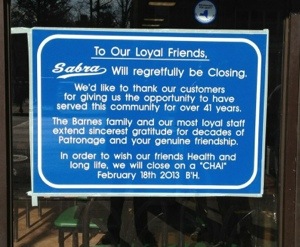 To Our Loyal Friends,
Sabra Will regretfully be Closing.
We'd like to thank our customers
for giving us the opportunity to have
served this community for over 41 years.
The Barnes family and our most loyal staff
extend sincerest gratitude for decades of
Patronage and your genuine friendship.
In order to wish our friends Health and
long life, we will close on a "CHAI"
February 18th 2013 B'H.